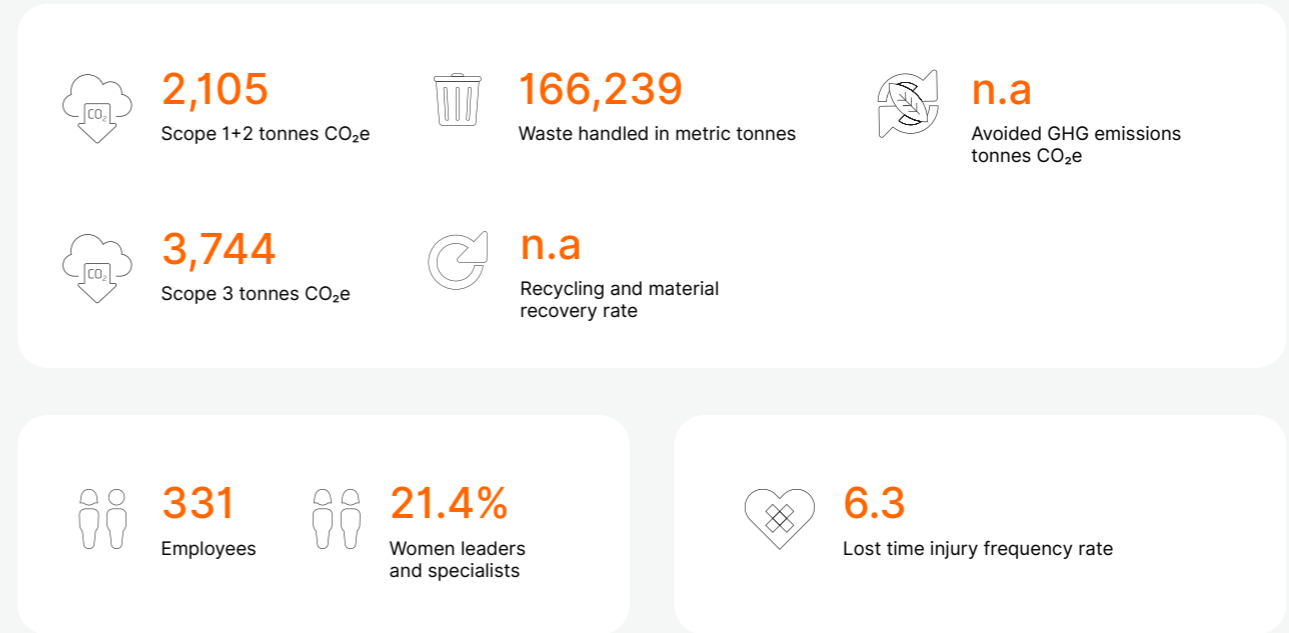 2,105
Scope 1+2 tonnes CO₂e
166,239
Waste handled in metric tonnes
n.a
Avoided GHG emissions
tonnes CO₂e
CO₂
3,744
Scope 3 tonnes CO₂e
CO₂
n.a
Recycling and material
recovery rate
331
Employees
21.4%
Women leaders
and specialists
6.3
Lost time injury frequency rate